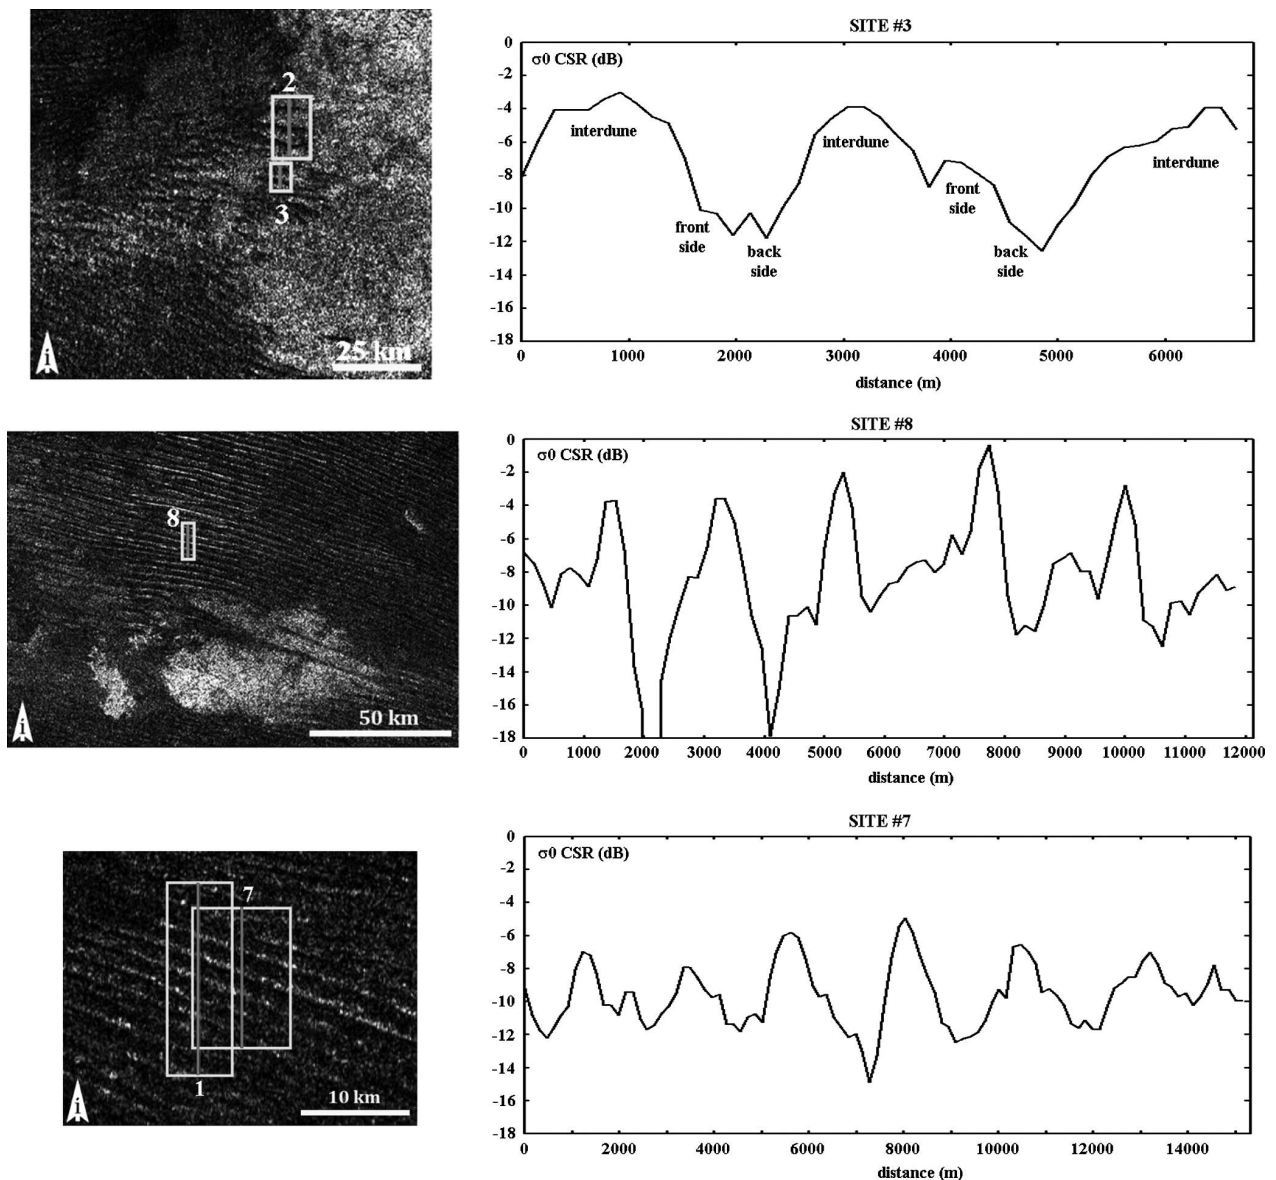 2
3
i
25 km
SITE #3
σ0 CSR (dB)
0
-2
-4
-6
-8
-10
-12
-14
-16
-18
interdune
front
side
back
side
interdune
front
side
back
side
interdune
0 1000 2000 3000 4000 5000 6000
distance (m)
8
i
50 km
SITE #8
σ0 CSR (dB)
0
-2
-4
-6
-8
-10
-12
-14
-16
-18
0 1000 2000 3000 4000 5000 6000 7000 8000 9000 10000 11000 12000
distance (m)
7
1
i
10 km
SITE #7
σ0 CSR (dB)
0
-2
-4
-6
-8
-10
-12
-14
-16
-18
0 2000 4000 6000 8000 10000 12000 14000
distance (m)